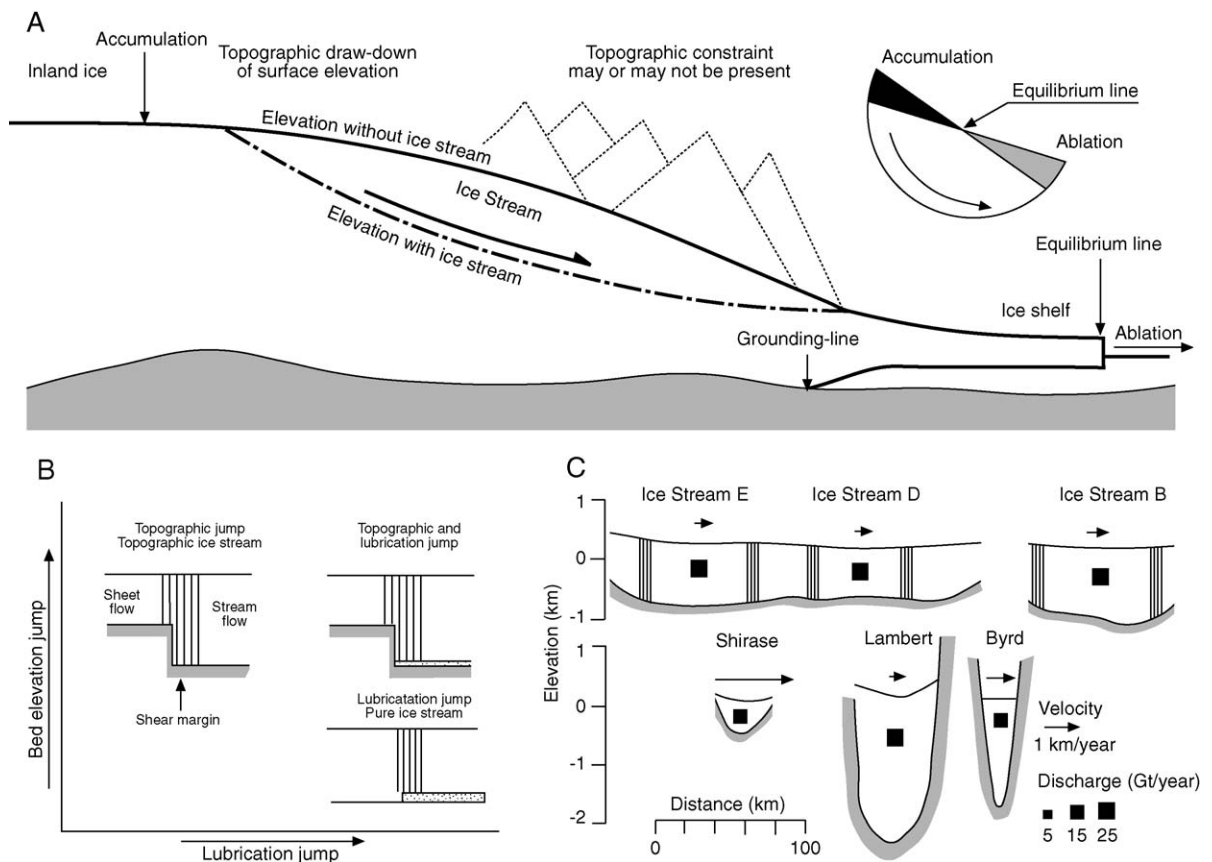 A
Accumulation
Inland ice
Topographic draw-down
of surface elevation
Topographic constraint
may or may not be present
Accumulation
Equilibrium line
Ablation
Elevation without ice stream
Ice Stream
Elevation with ice stream
Equilibrium line
Ice shelf
Ablation
Grounding-line
B
Bed elevation jump
Topographic jump
Topographic ice stream
Sheet
flow
Stream
flow
Shear margin
Topographic and
lubrication jump
Lubricatation jump
Pure ice stream
Lubrication jump
C
Ice Stream E
Ice Stream D
Ice Stream B
Elevation (km)
1
0
-1
Shirase
Lambert
Byrd
1
0
-1
-2
Velocity
1 km/year
Discharge (Gt/year)
5 15 25
Distance (km)
0 100